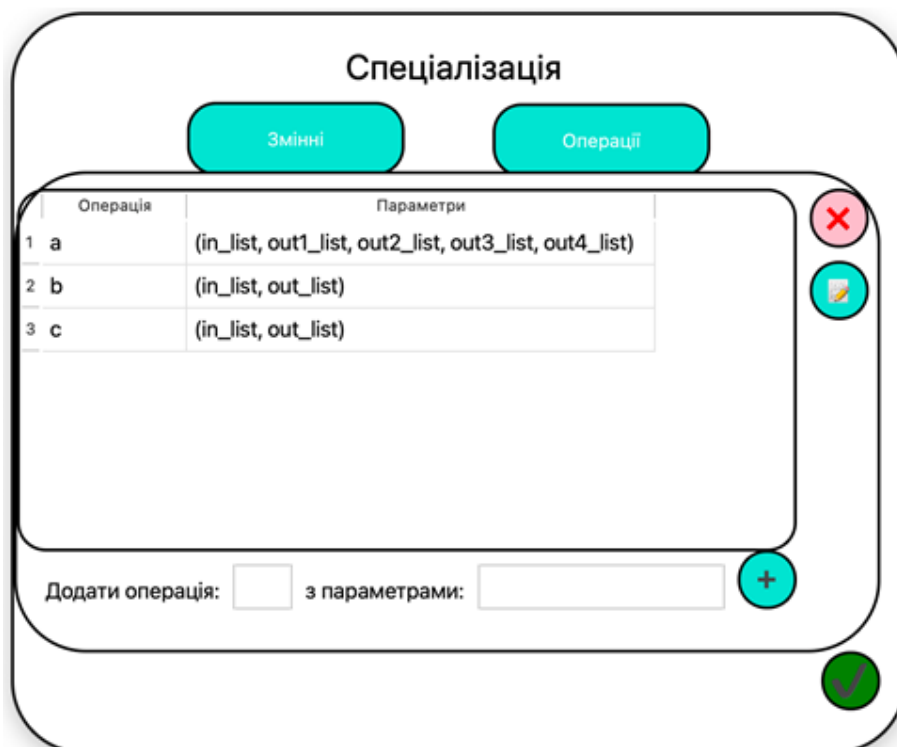 Спеціалізація
Змінні Операції
Операція Параметри
1 a (in_list, out1_list, out2_list, out3_list, out4_list)
2 b (in_list, out_list)
3 c (in_list, out_list)
Додати операція: з параметрами: +